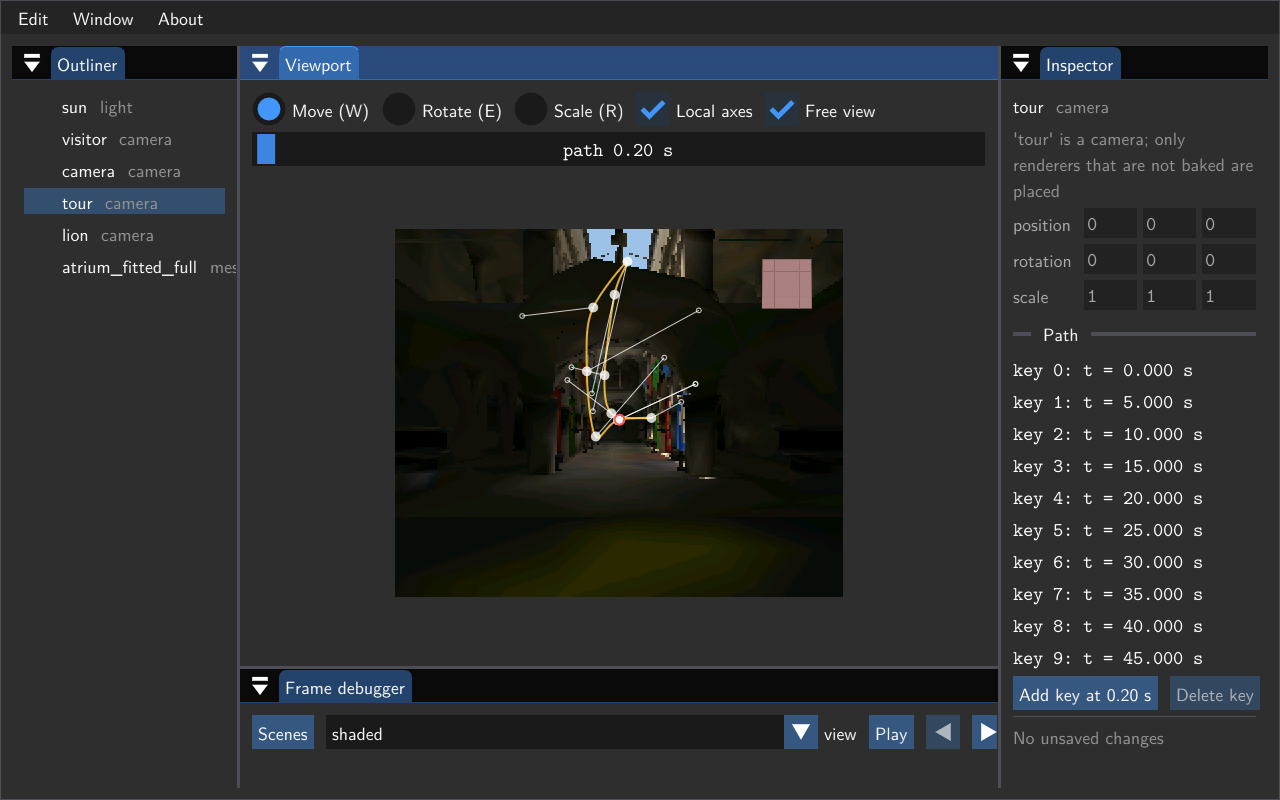 Edit Window About
Outliner
sun light
visitor camera
camera camera
tour camera
lion camera
atrium_fitted_full mes
Viewport
Move (W) Rotate (E) Scale (R) Local axes Free view
path 0.20 s
Frame debugger
Scenes shaded view Play
Inspector
tour camera
'tour' is a camera; only
renderers that are not baked are
placed
position 0 0 0
rotation 0 0 0
scale 1 1 1
Path
key 0: t = 0.000 s
key 1: t = 5.000 s
key 2: t = 10.000 s
key 3: t = 15.000 s
key 4: t = 20.000 s
key 5: t = 25.000 s
key 6: t = 30.000 s
key 7: t = 35.000 s
key 8: t = 40.000 s
key 9: t = 45.000 s
Add key at 0.20 s Delete key
No unsaved changes